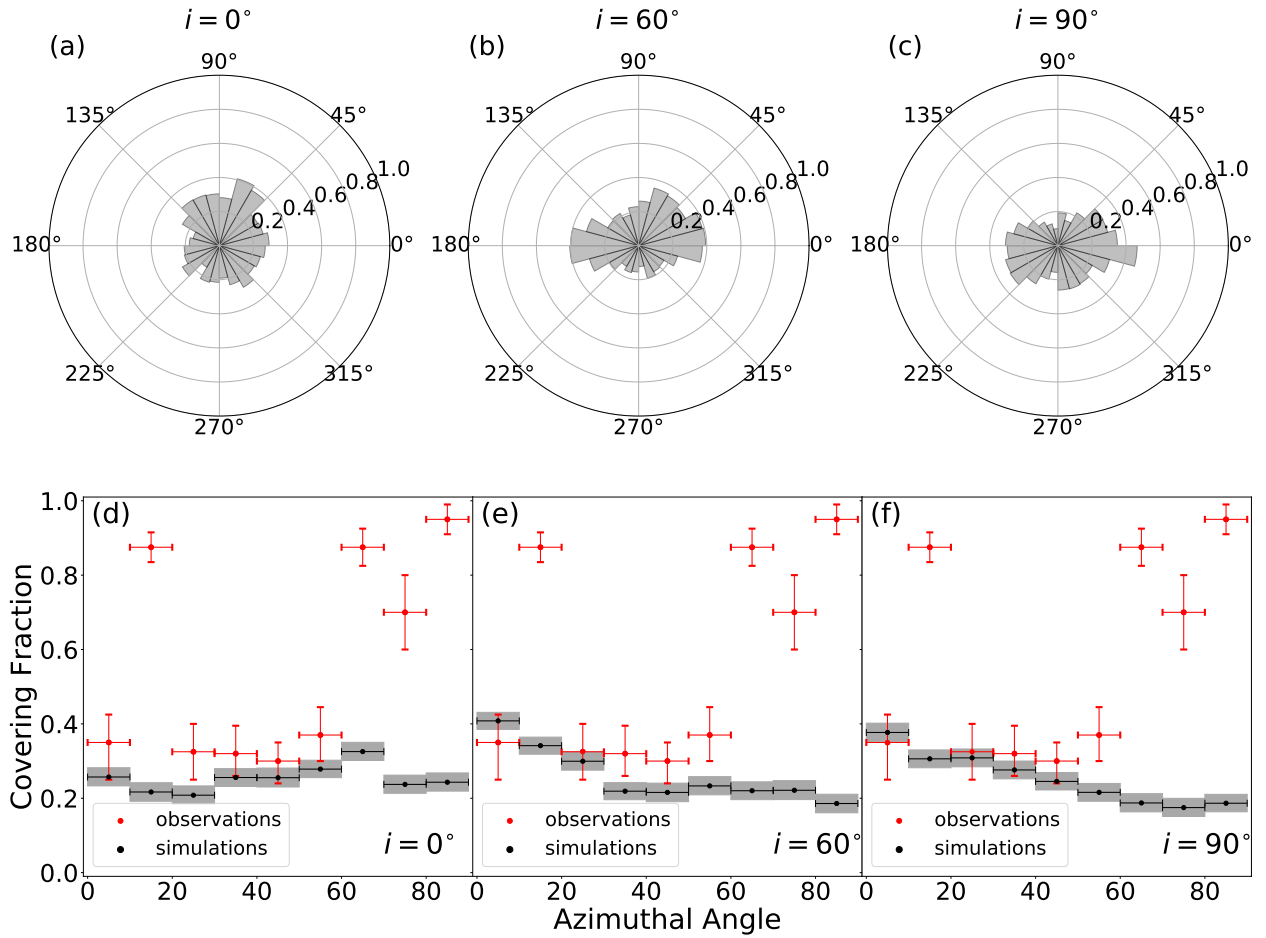 i = 0°
i = 60°
i = 90°
(a)
(b)
(c)
90°
90°
90°
135°
45°
135°
45°
135°
45°
1.0
0.8
0.6
0.4
0.2
1.0
0.8
0.6
0.4
0.2
1.0
0.8
0.6
0.4
0.2
180°
0°
180°
0°
180°
0°
225°
315°
225°
315°
225°
315°
270°
270°
270°
Covering Fraction
1.0
0.8
0.6
0.4
0.2
0.0
(d)
observations
simulations
i = 0°
(e)
observations
simulations
i = 60°
(f)
observations
simulations
i = 90°
0 20 40 60 80
0 20 40 60 80
0 20 40 60 80
Azimuthal Angle